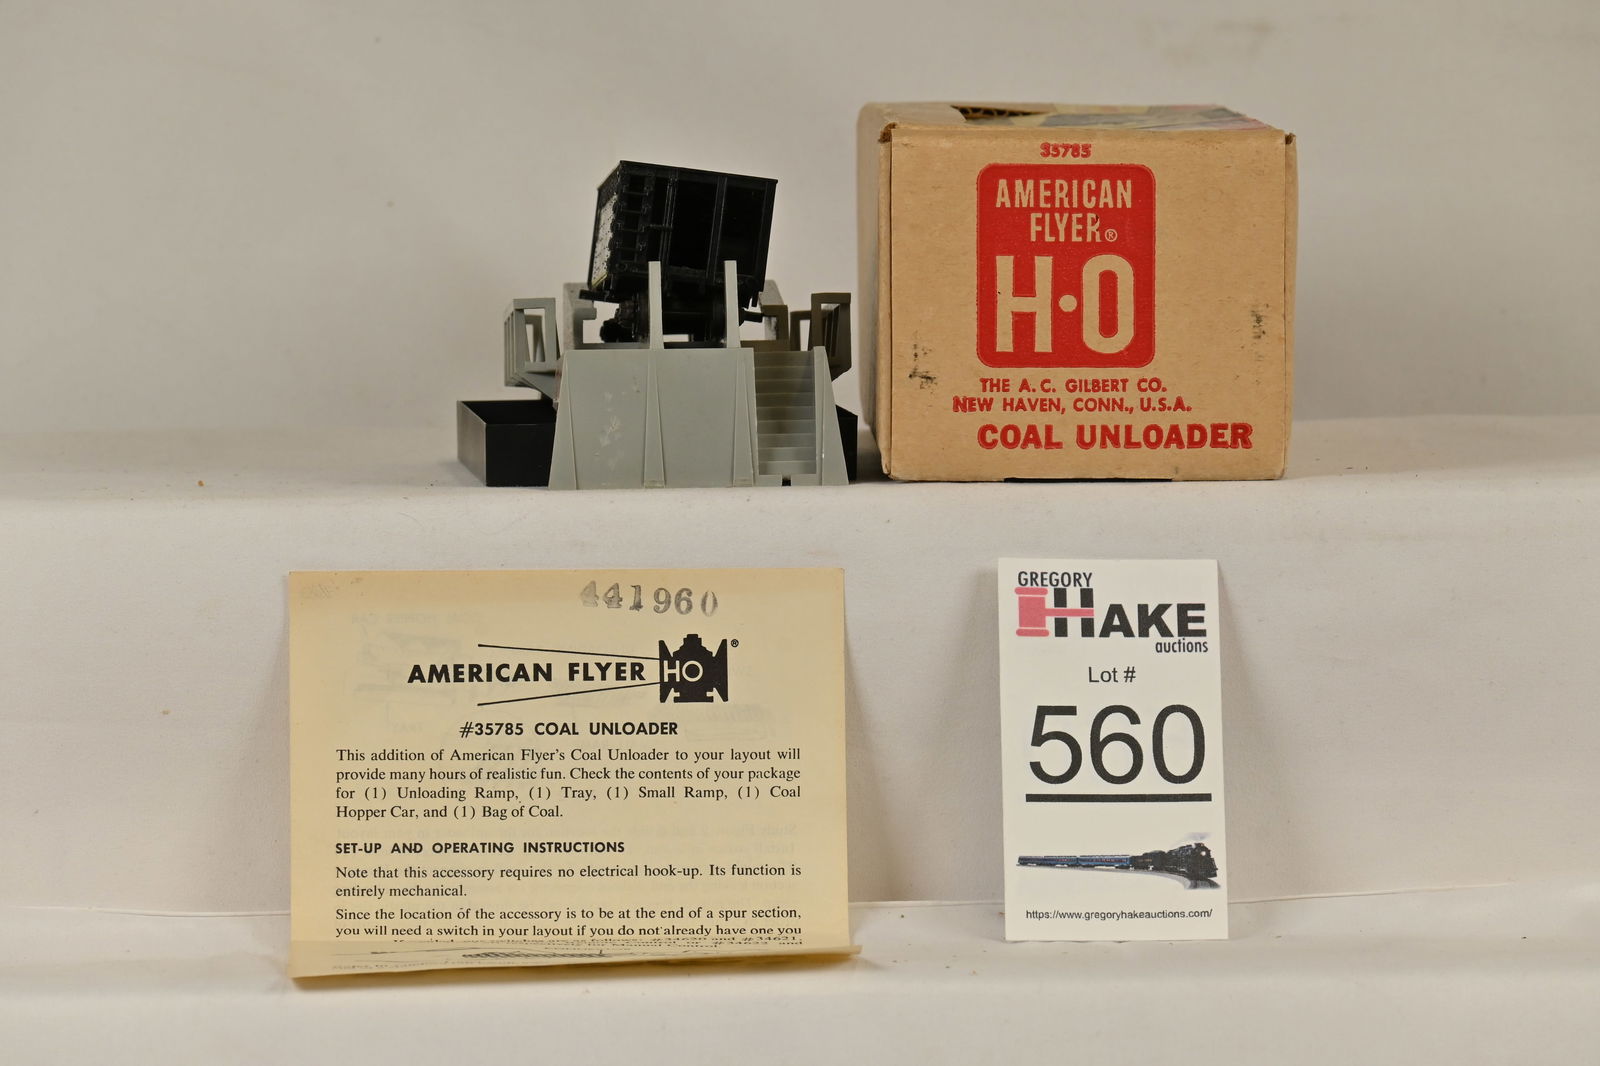 35785
AMERICAN
FLYER®
H·O
THE A.C. GILBERT CO.
NEW HAVEN, CONN., U.S.A.
COAL UNLOADER
441960
AMERICAN FLYER HO ®
#35785 COAL UNLOADER
This addition of American Flyer's Coal Unloader to your layout will
provide many hours of realistic fun. Check the contents of your package
for (1) Unloading Ramp, (1) Tray, (1) Small Ramp, (1) Coal
Hopper Car, and (1) Bag of Coal.
SET-UP AND OPERATING INSTRUCTIONS
Note that this accessory requires no electrical hook-up. Its function is
entirely mechanical.
Since the location of the accessory is to be at the end of a spur section,
you will need a switch in your layout if you do not already have one you
GREGORY
HAKE
auctions
Lot #
560
https://www.gregoryhakeauctions.com/